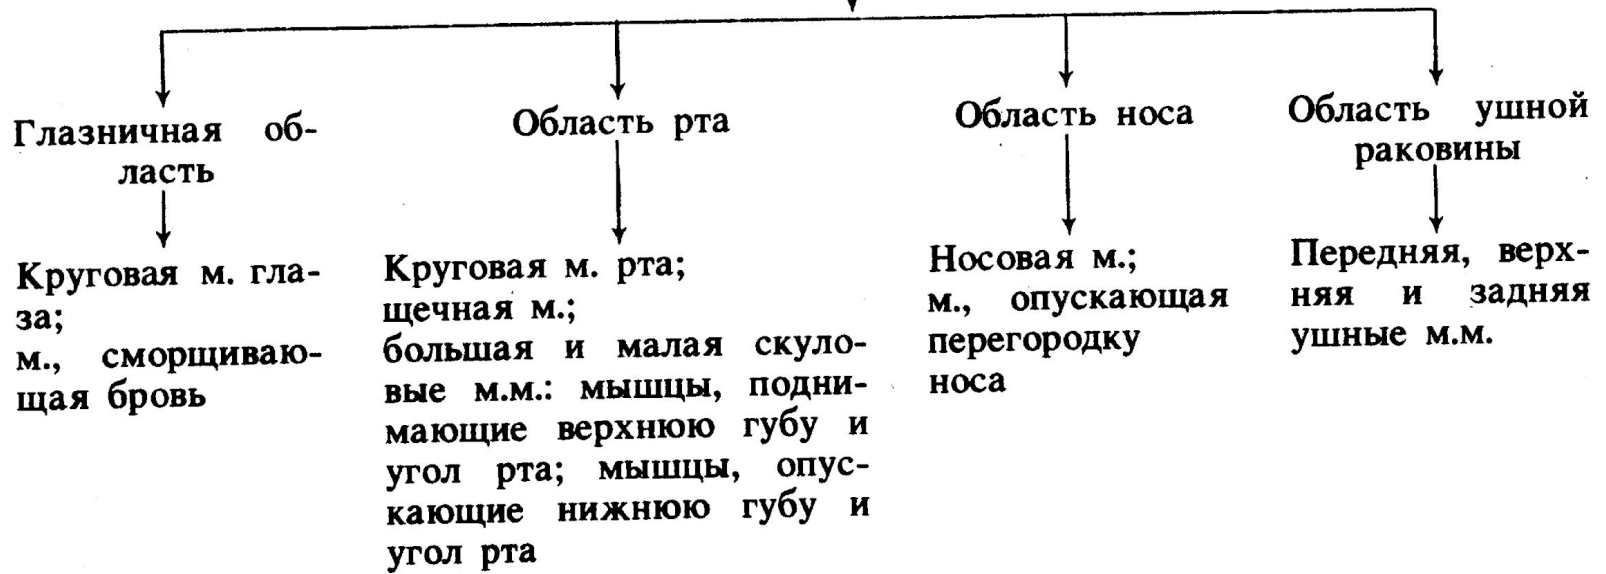 Глазничная об-
ласть
Область рта
Область носа
Область ушной
раковины
Круговая м. гла-
за;
м., сморщиваю-
щая бровь
Круговая м. рта;
щечная м.;
большая и малая скуло-
вые м.м.: мышцы, подни-
мающие верхнюю губу и
угол рта; мышцы, опус-
кающие нижнюю губу и
угол рта
Носовая м.;
м., опускающая
перегородку
носа
Передняя, верх-
няя и задняя
ушные м.м.